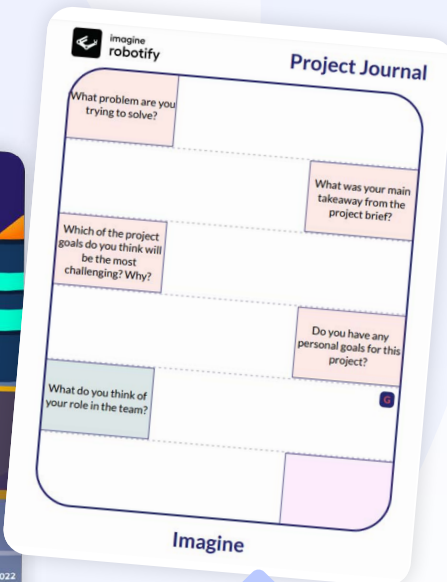 imagine
robotify
Project Journal
What problem are you
trying to solve?
What was your main
takeaway from the
project brief?
Which of the project
goals do you think will
be the most
challenging? Why?
Do you have any
personal goals for this
project?
G
What do you think of
your role in the team?
Imagine
2022